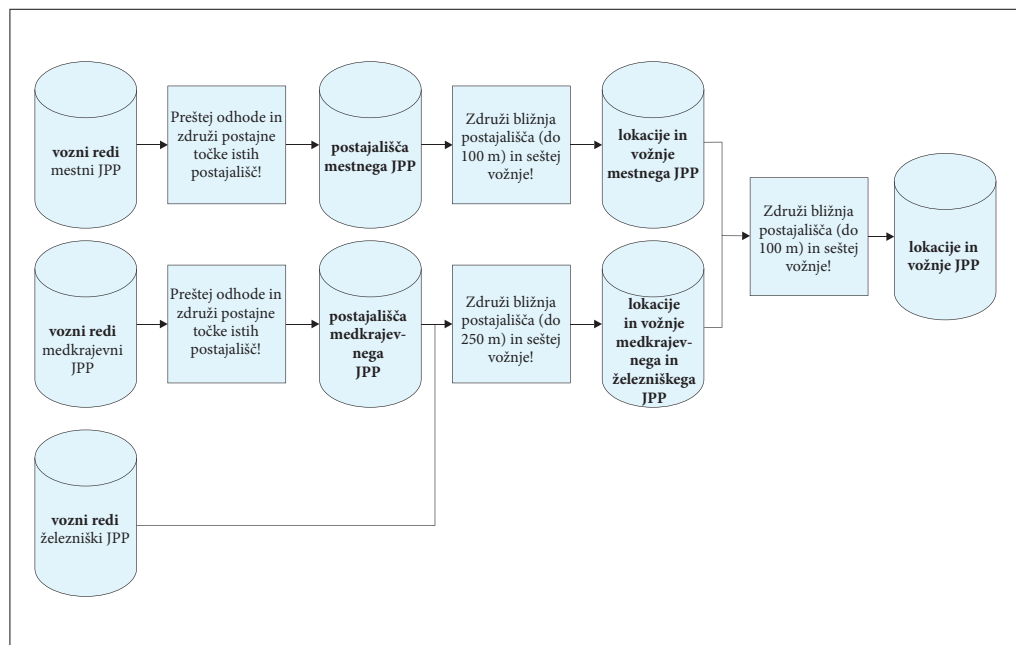 vozni redi
mestni JPP
Preštej odhode in
združi postajne
točke istih
postajališč!
postajališča
mestnega JPP
Združi bližnja
postajališča (do
100 m) in seštej
vožnje!
lokacije in
vožnje
mestnega JPP
Združi bližnja
postajališča (do
100 m) in seštej
vožnje!
lokacije in
vožnje JPP
vozni redi
medkrajevni
JPP
Preštej odhode in
združi postajne
točke istih
postajališč!
postajališča
medkrajev-
nega
JPP
Združi bližnja
postajališča (do
250 m) in seštej
vožnje!
lokacije
in vožnje
medkrajev-
nega in
železniškega
JPP
vozni redi
železniški JPP